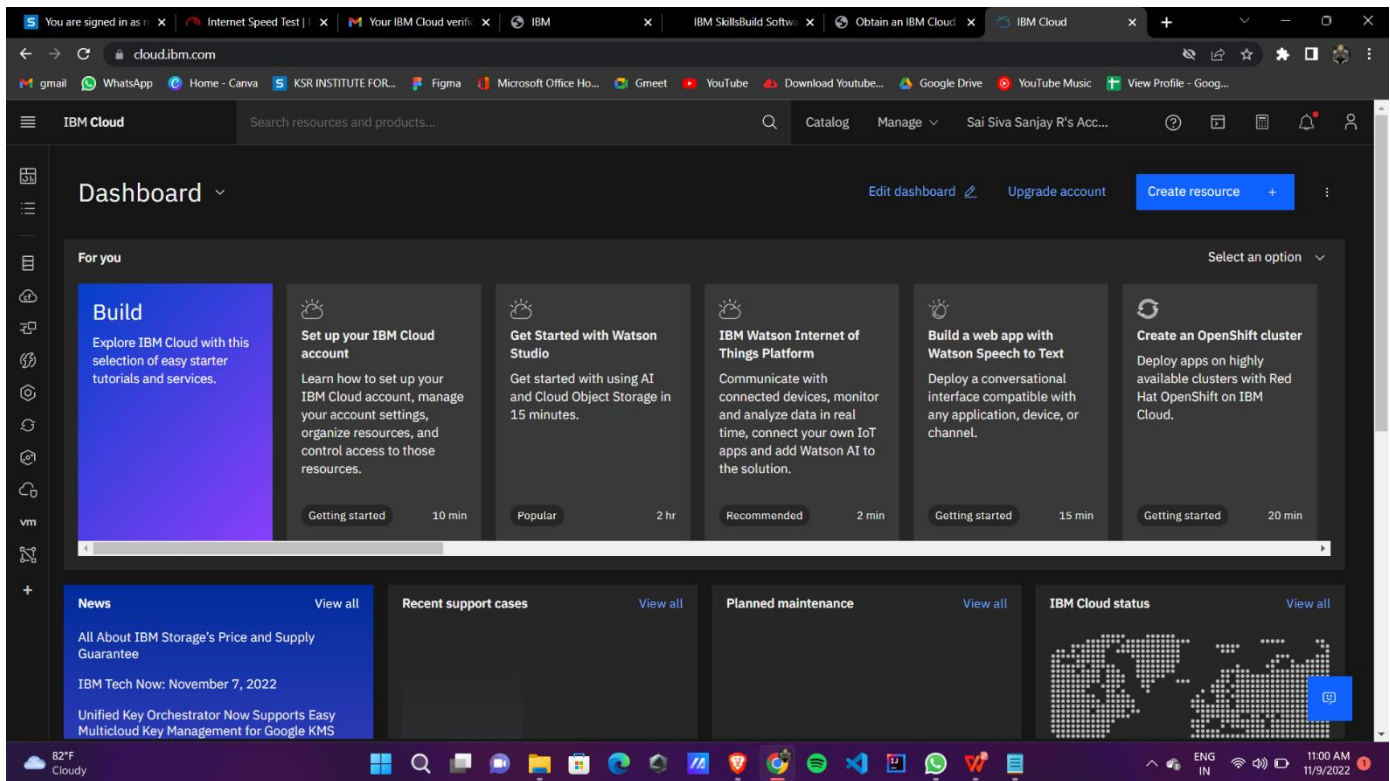 You are signed in as r
Internet Speed Test |
Your IBM Cloud verific
IBM
IBM SkillsBuild Softwa
Obtain an IBM Cloud
IBM Cloud
cloud.ibm.com
gmail
WhatsApp
Home - Canva
KSR INSTITUTE FOR...
Figma
Microsoft Office Ho...
Gmeet
YouTube
Download Youtube...
Google Drive
YouTube Music
View Profile - Goog...
IBM Cloud
Search resources and products...
Catalog
Manage
Sai Siva Sanjay R's Acc...
Dashboard
Edit dashboard
Upgrade account
Create resource +
For you
Select an option
Build
Explore IBM Cloud with this
selection of easy starter
tutorials and services.
Set up your IBM Cloud
account
Learn how to set up your
IBM Cloud account, manage
your account settings,
organize resources, and
control access to those
resources.
Getting started
10 min
Get Started with Watson
Studio
Get started with using AI
and Cloud Object Storage in
15 minutes.
Popular
2 hr
IBM Watson Internet of
Things Platform
Communicate with
connected devices, monitor
and analyze data in real
time, connect your own IoT
apps and add Watson AI to
the solution.
Recommended
2 min
Build a web app with
Watson Speech to Text
Deploy a conversational
interface compatible with
any application, device, or
channel.
Getting started
15 min
Create an OpenShift cluster
Deploy apps on highly
available clusters with Red
Hat OpenShift on IBM
Cloud.
Getting started
20 min
vm
News
View all
All About IBM Storage's Price and Supply
Guarantee
IBM Tech Now: November 7, 2022
Unified Key Orchestrator Now Supports Easy
Multicloud Key Management for Google KMS
Recent support cases
View all
Planned maintenance
View all
IBM Cloud status
View all
82°F
Cloudy
ENG
IN
11:00 AM
11/9/2022
1